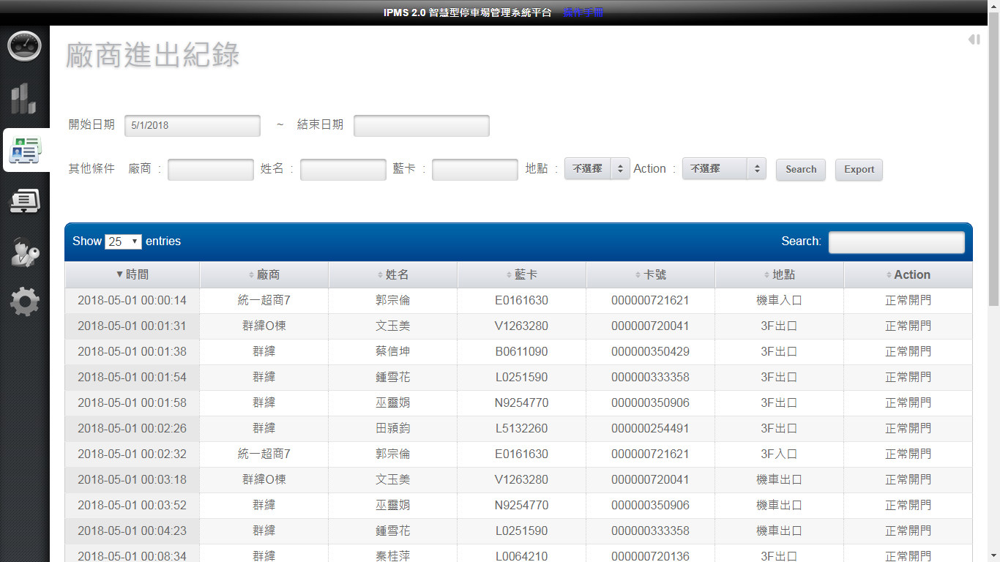 IPMS 2.0 智慧型停車場管理系統平台 操作手冊
廠商進出紀錄
開始日期 5/1/2018 ~ 結束日期
其他條件 廠商 : 姓名 : 藍卡 : 地點 : 不選擇 Action : 不選擇 Search Export
Show 25 entries Search:
時間 廠商 姓名 藍卡 卡號 地點 Action
2018-05-01 00:00:14 統一超商7 郭宗倫 E0161630 000000721621 機車入口 正常開門
2018-05-01 00:01:31 群緯O棟 文玉美 V1263280 000000720041 3F出口 正常開門
2018-05-01 00:01:38 群緯 蔡信坤 B0611090 000000350429 3F出口 正常開門
2018-05-01 00:01:54 群緯 鍾雪花 L0251590 000000333358 3F出口 正常開門
2018-05-01 00:01:58 群緯 巫靈娟 N9254770 000000350906 3F出口 正常開門
2018-05-01 00:02:26 群緯 田潁鈞 L5132260 000000254491 3F出口 正常開門
2018-05-01 00:02:32 統一超商7 郭宗倫 E0161630 000000721621 3F入口 正常開門
2018-05-01 00:03:18 群緯O棟 文玉美 V1263280 000000720041 機車出口 正常開門
2018-05-01 00:03:52 群緯 巫靈娟 N9254770 000000350906 機車出口 正常開門
2018-05-01 00:04:23 群緯 鍾雪花 L0251590 000000333358 機車出口 正常開門
2018-05-01 00:08:34 群緯 秦桂萍 L0064210 000000720136 3F出口 正常開門